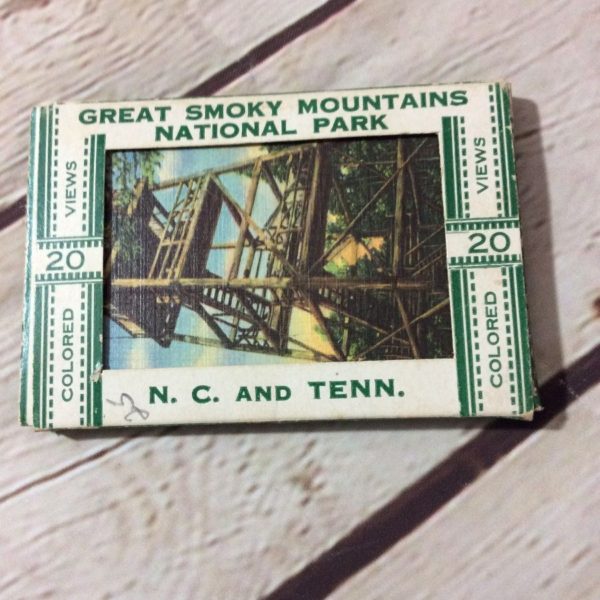 GREAT SMOKY MOUNTAINS
NATIONAL PARK
VIEWS
20
COLORED
VIEWS
20
COLORED
N. C. AND TENN.